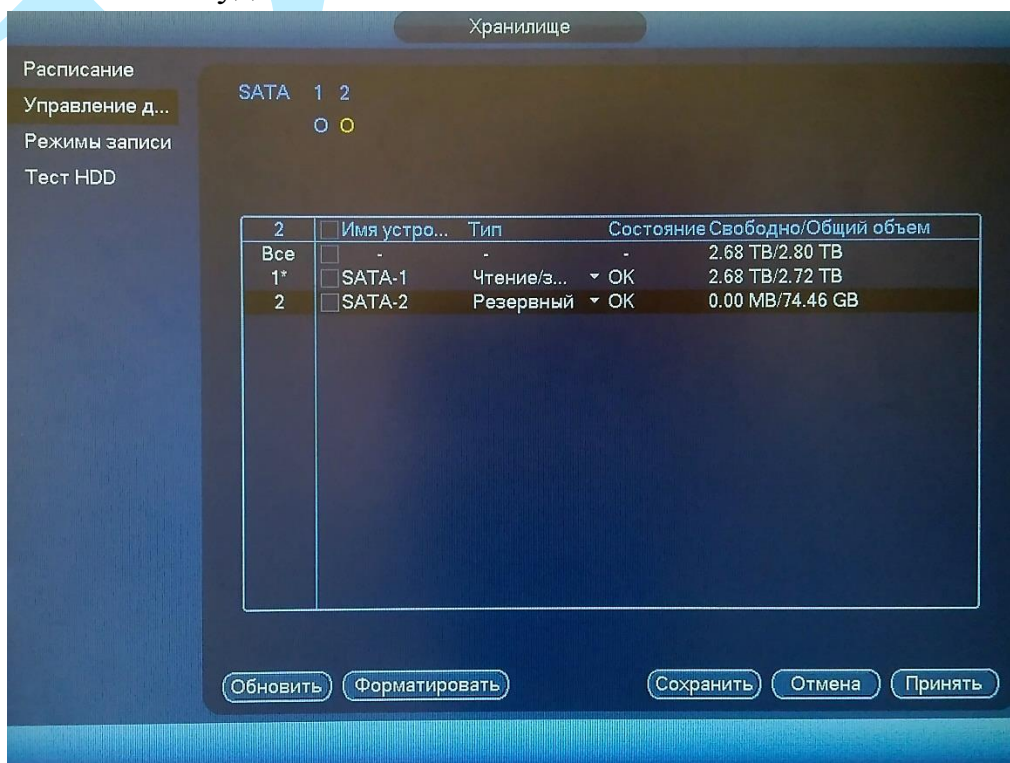 Хранилище
Расписание
Управление д...
Режимы записи
Тест HDD
SATA 1 2
2 Имя устро... Тип Состояние Свободно/Общий объем
Все - - - 2.68 TB/2.80 TB
1* SATA-1 Чтение/з... OK 2.68 TB/2.72 TB
2 SATA-2 Резервный OK 0.00 MB/74.46 GB
Обновить Форматировать Сохранить Отмена Принять